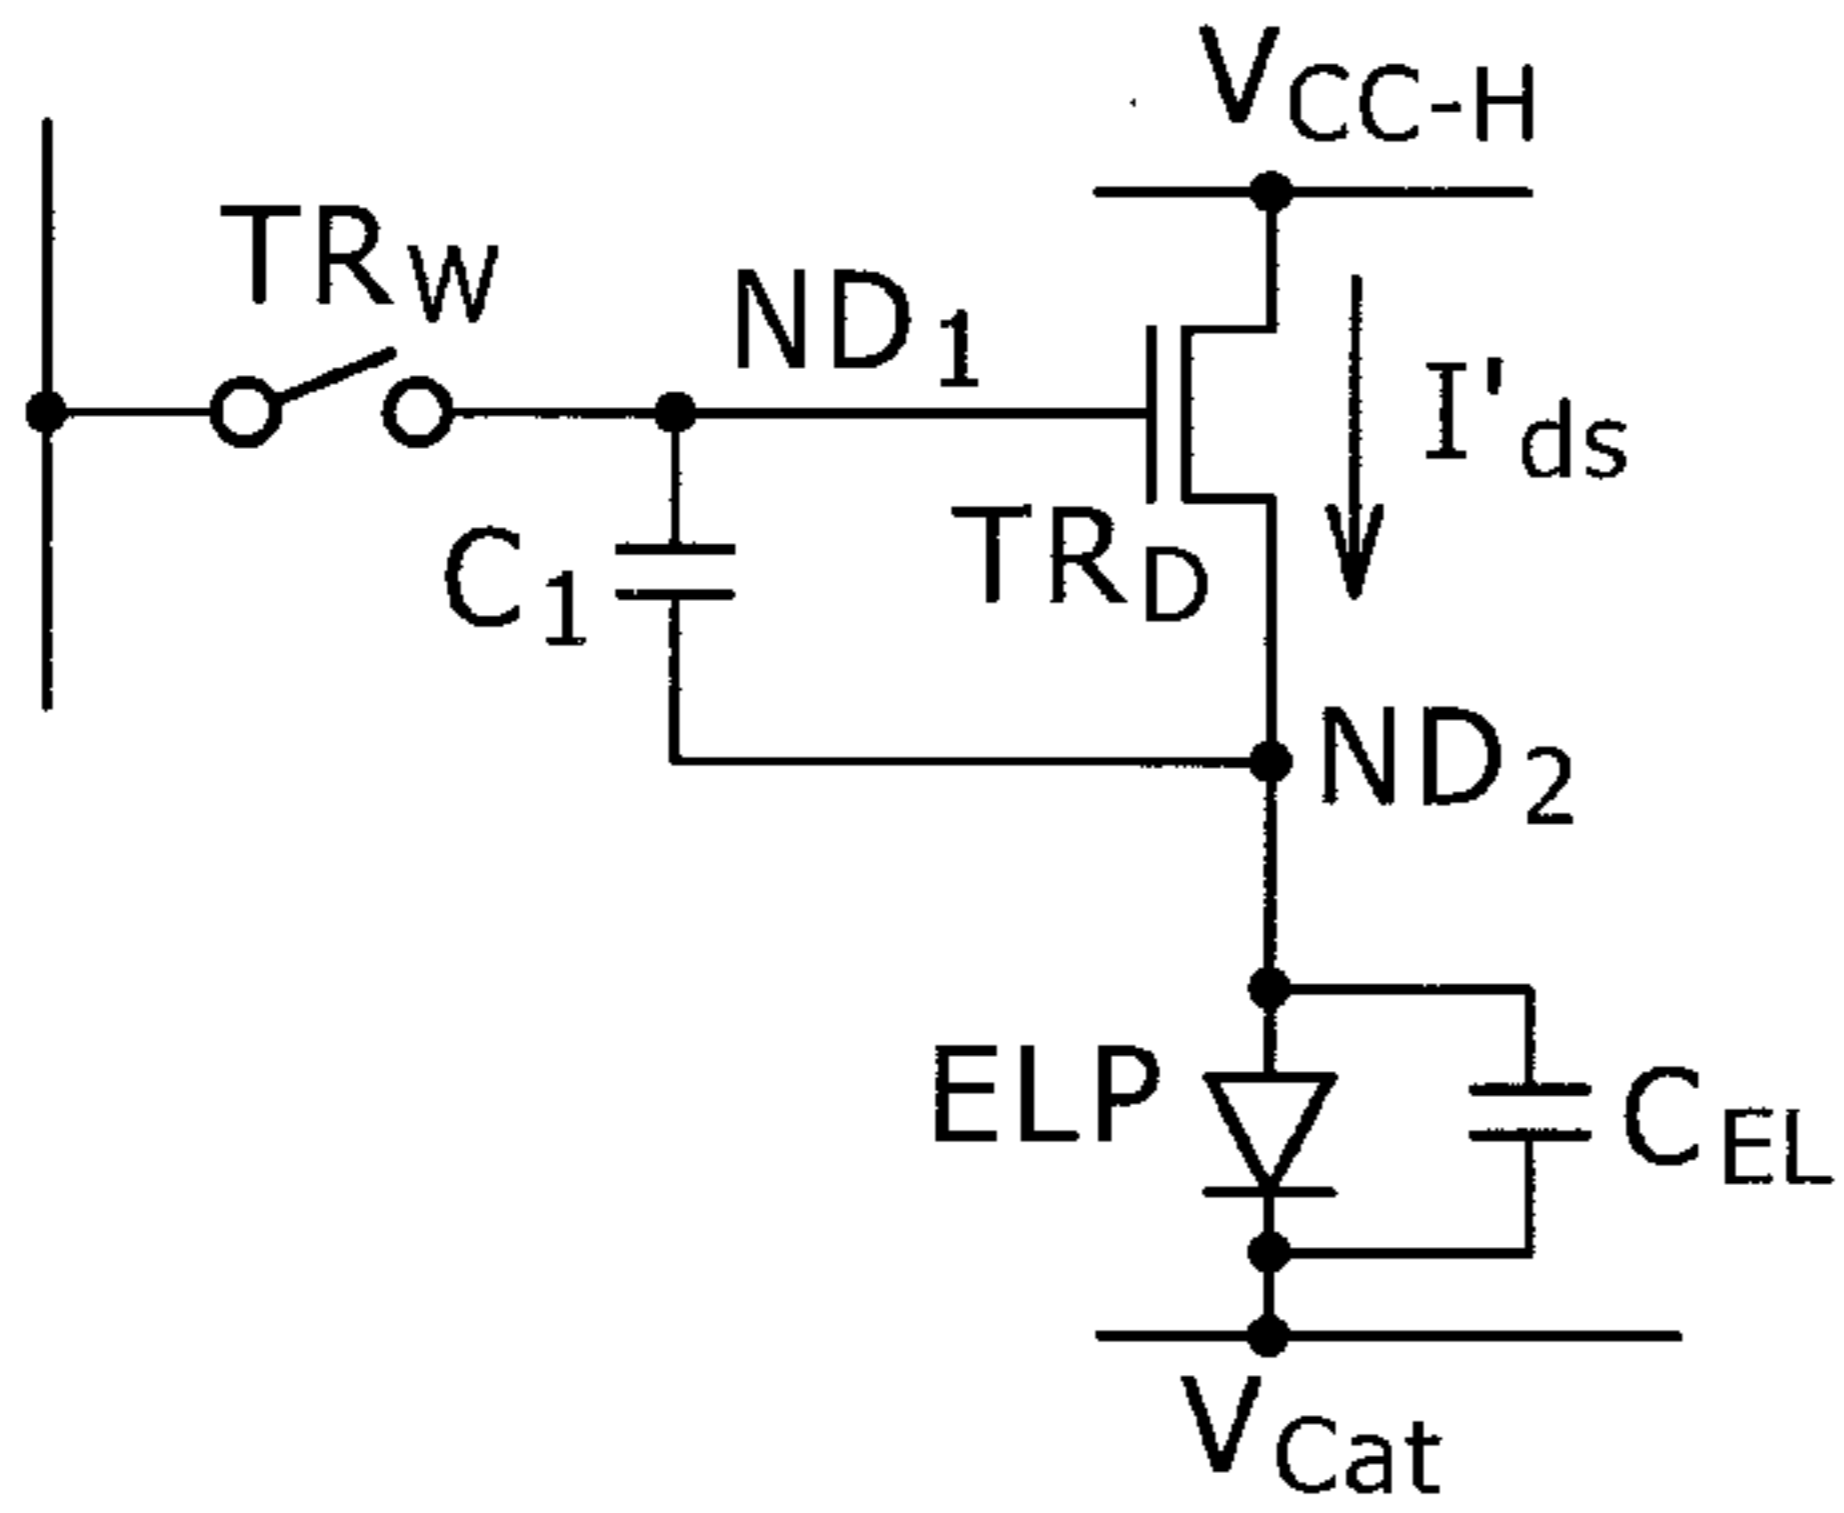 VCC-H
TRW
ND1
I'ds
C1
TRD
ND2
ELP
CEL
VCat